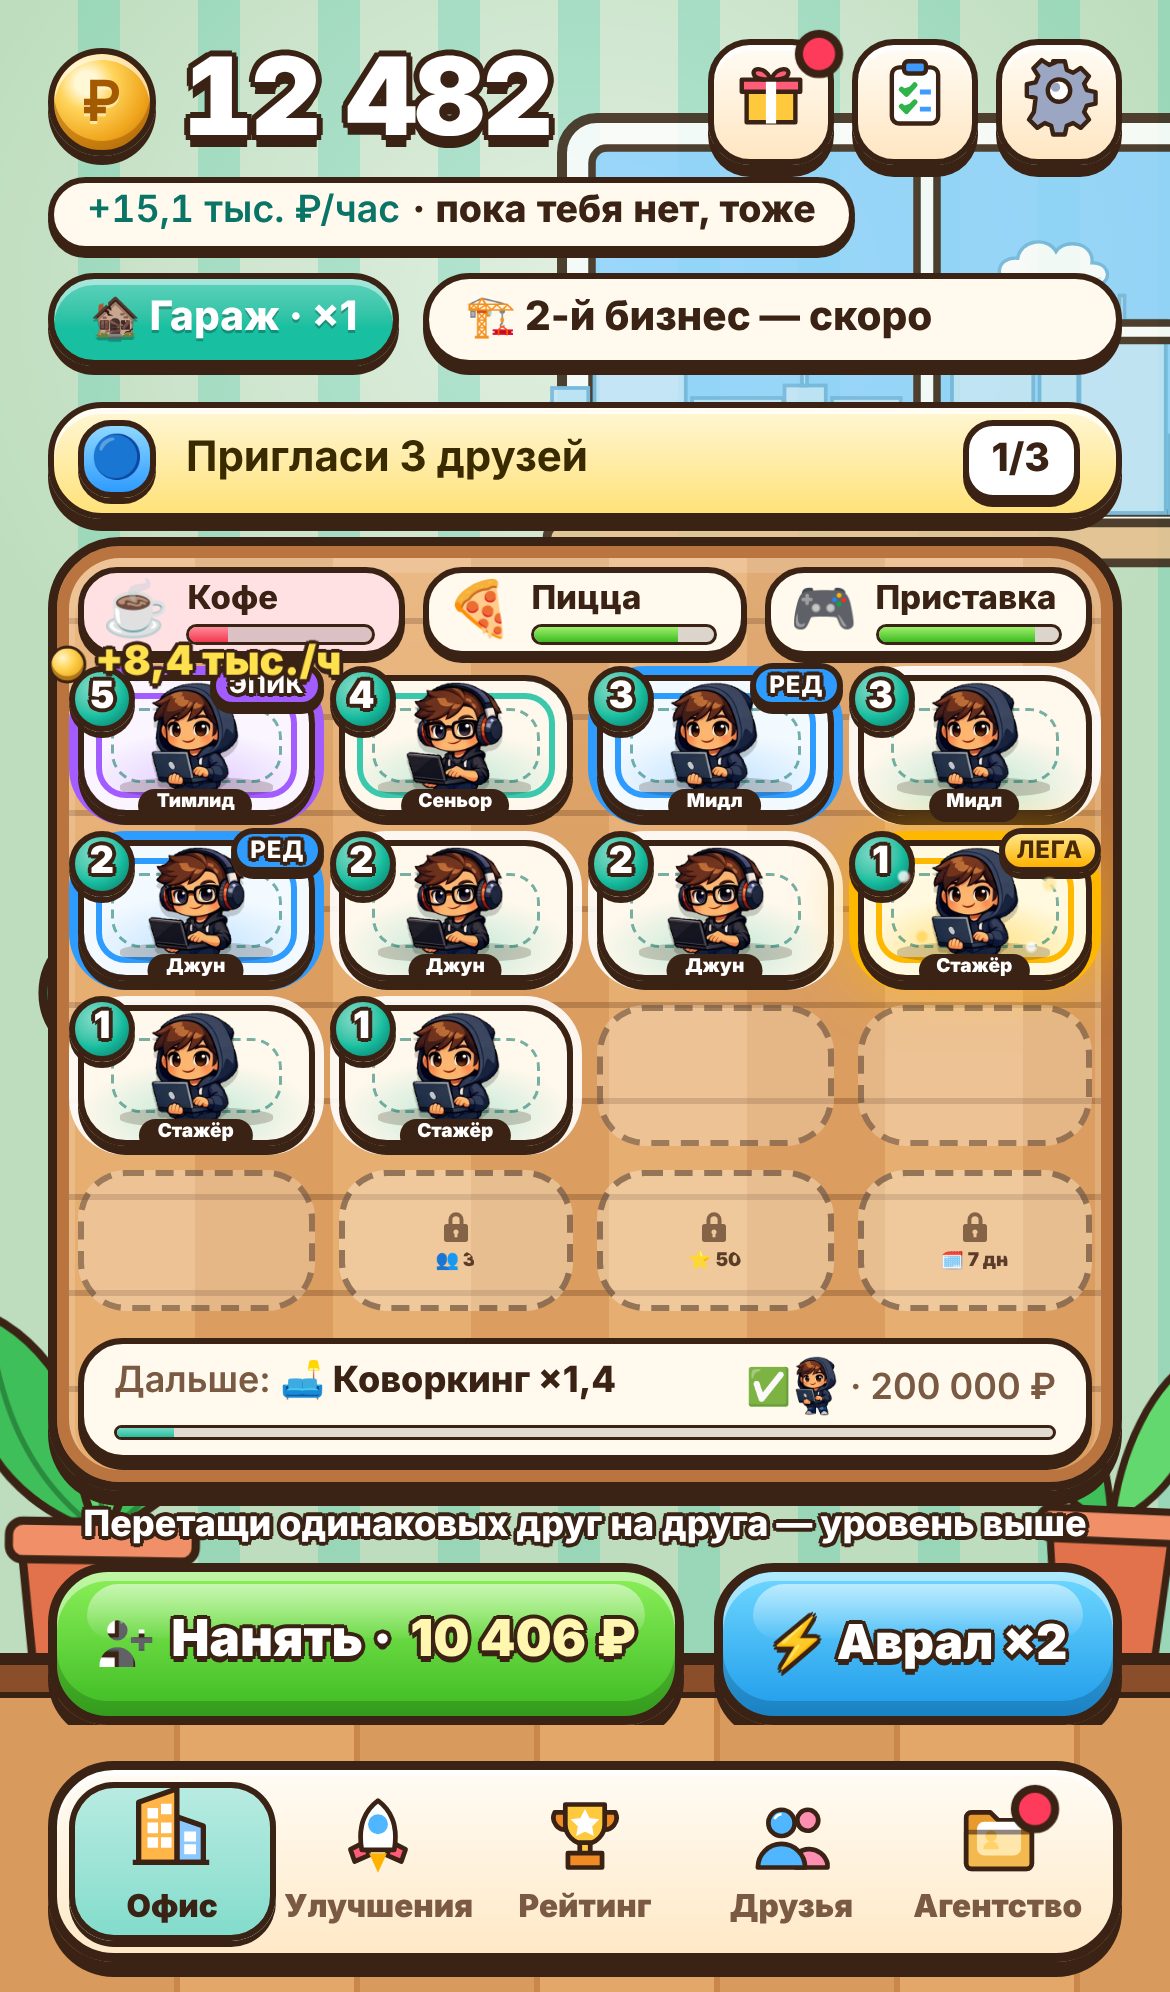 ₽ 12 482
+15,1 тыс. ₽/час · пока тебя нет, тоже
Гараж · ×1
2-й бизнес — скоро
Пригласи 3 друзей
1/3
Кофе
Пицца
Приставка
+8,4 тыс./ч
5 ЭПИК
Тимлид
4
Сеньор
3 РЕД
Мидл
3
Мидл
2 РЕД
Джун
2
Джун
2
Джун
1 ЛЕГА
Стажёр
1
Стажёр
1
Стажёр
3
50
7 дн
Дальше: Коворкинг ×1,4
· 200 000 ₽
Перетащи одинаковых друг на друга — уровень выше
Нанять · 10 406 ₽
Аврал ×2
Офис
Улучшения
Рейтинг
Друзья
Агентство